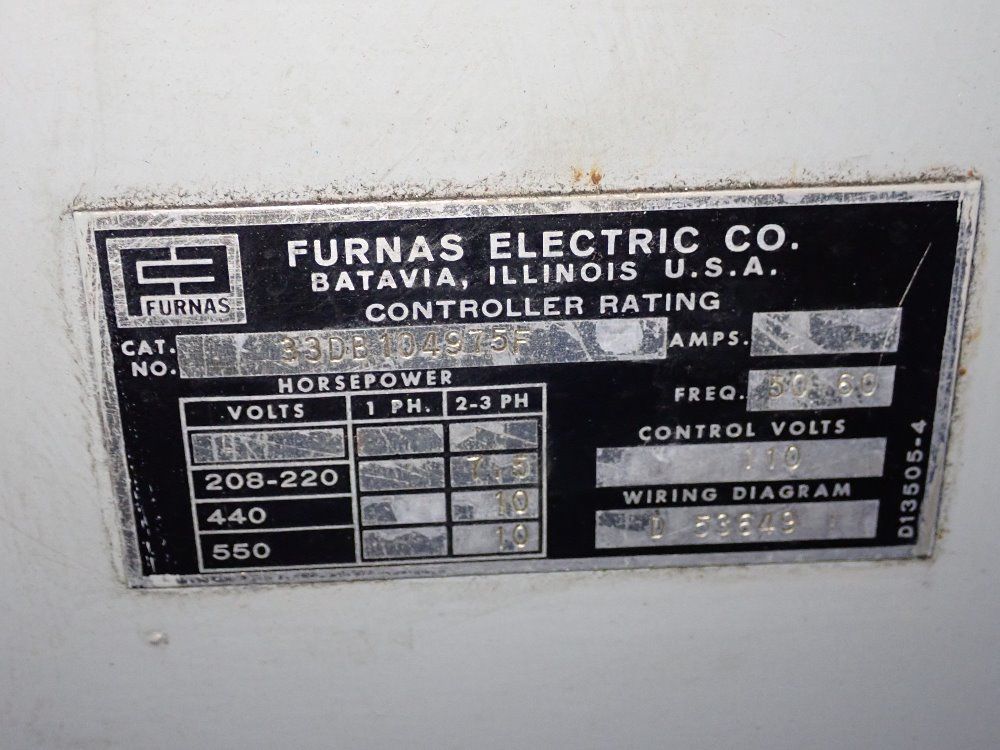 FURNAS
FURNAS ELECTRIC CO.
BATAVIA, ILLINOIS U.S.A.
CONTROLLER RATING
CAT. NO. 33DB104975F
AMPS.
FREQ. 50 60
HORSEPOWER
VOLTS 1 PH. 2-3 PH
208-220 7.5
440 10
550 10
CONTROL VOLTS
110
WIRING DIAGRAM
D 53649
D13505-4